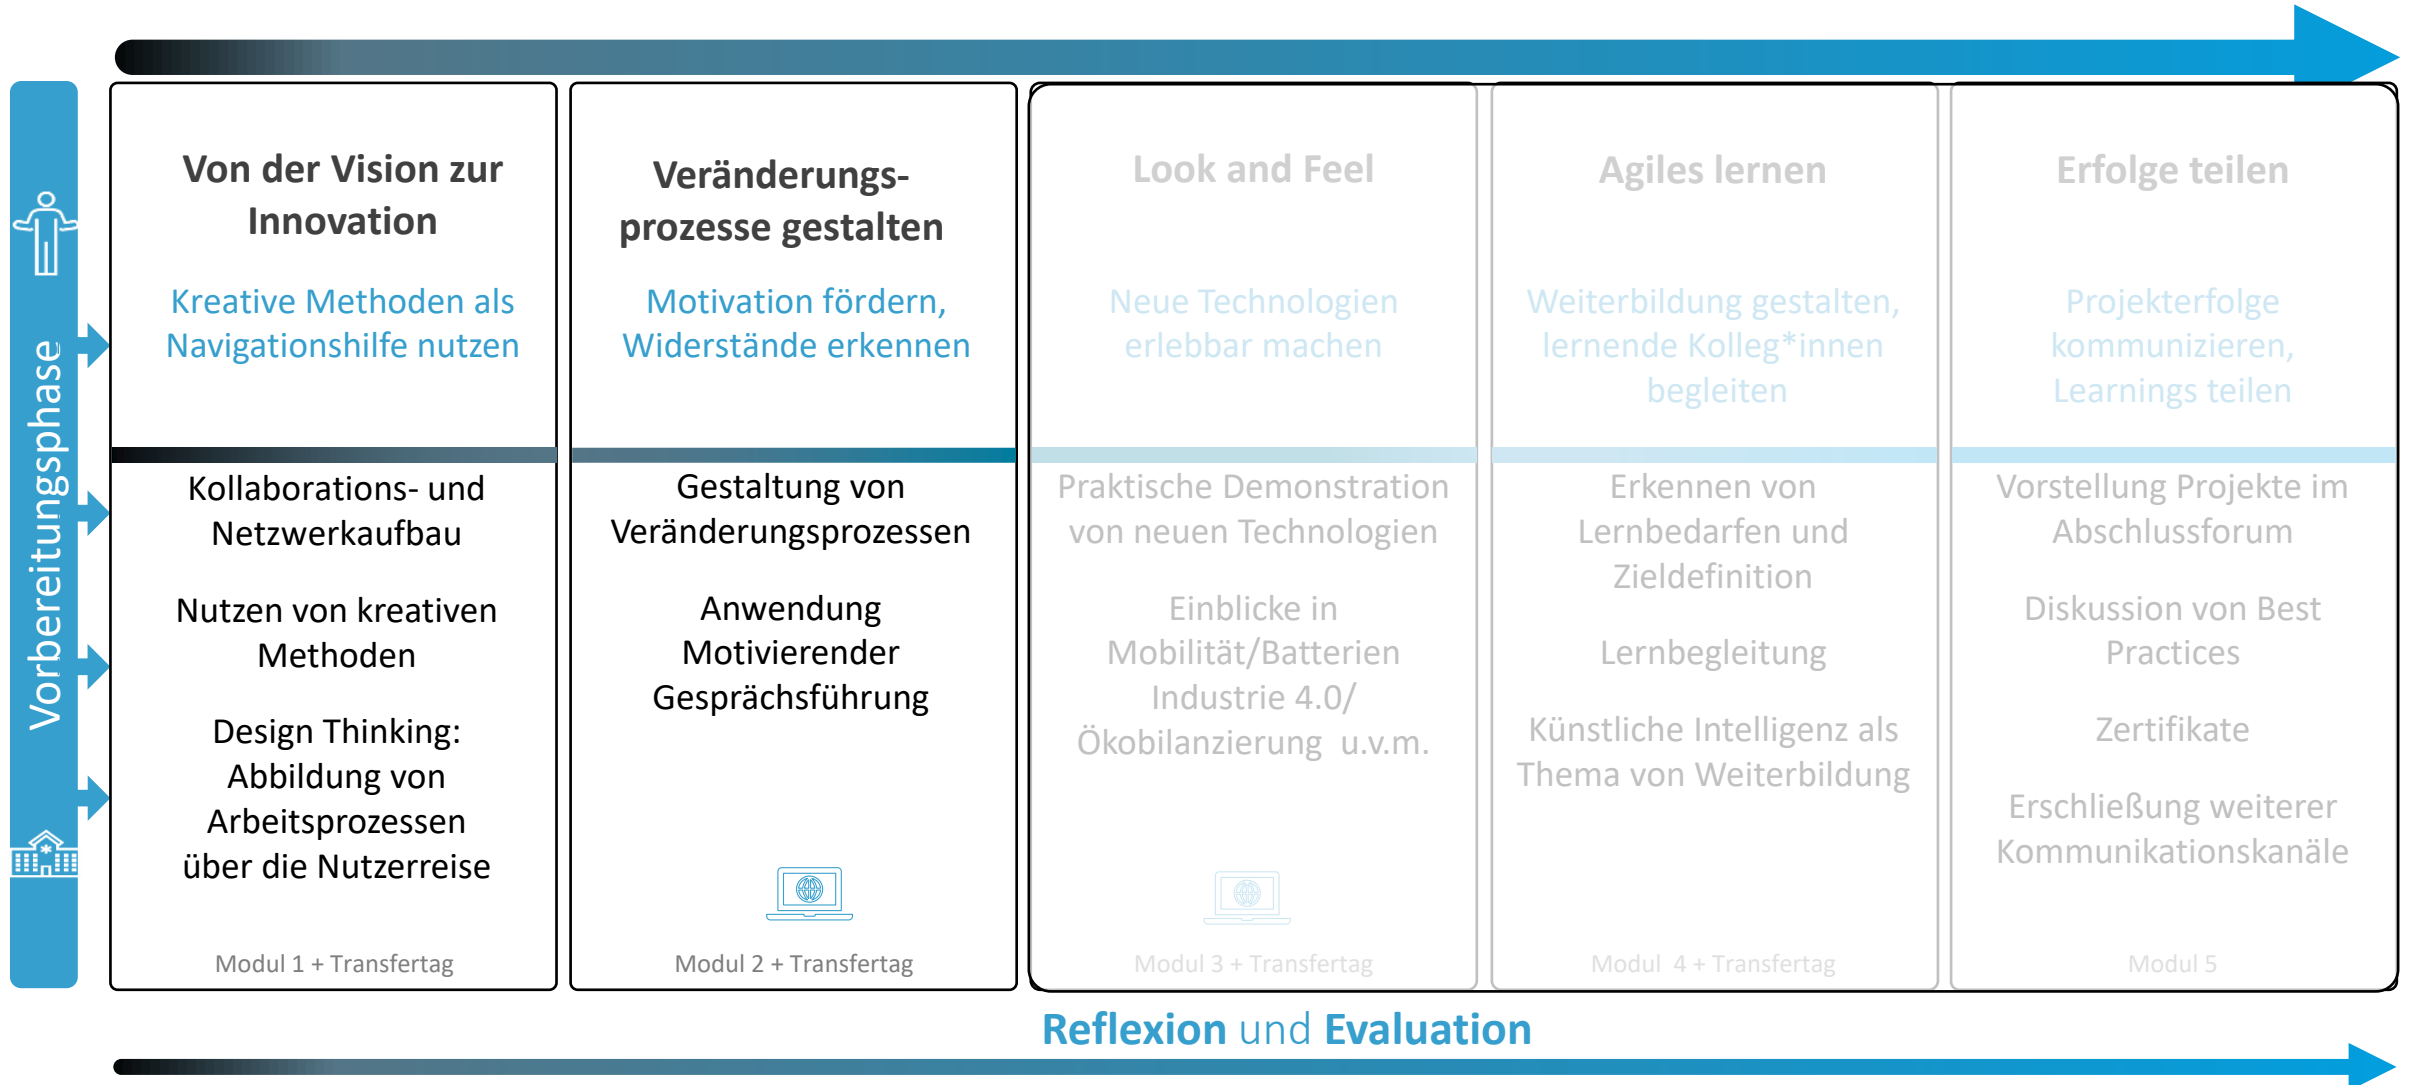 Vorbereitungsphase
Von der Vision zur
Innovation
Kreative Methoden als
Navigationshilfe nutzen
Kollaborations- und
Netzwerkaufbau
Nutzen von kreativen
Methoden
Design Thinking:
Abbildung von
Arbeitsprozessen
über die Nutzerreise
Modul 1 + Transfertag
Veränderungs-
prozesse gestalten
Motivation fördern,
Widerstände erkennen
Gestaltung von
Veränderungsprozessen
Anwendung
Motivierender
Gesprächsführung
Modul 2 + Transfertag
Look and Feel
Neue Technologien
erlebbar machen
Praktische Demonstration
von neuen Technologien
Einblicke in
Mobilität/Batterien
Industrie 4.0/
Ökobilanzierung  u.v.m.
Modul 3 + Transfertag
Agiles lernen
Weiterbildung gestalten,
lernende Kolleg*innen
begleiten
Erkennen von
Lernbedarfen und
Zieldefinition
Lernbegleitung
Künstliche Intelligenz als
Thema von Weiterbildung
Modul  4 + Transfertag
Erfolge teilen
Projekterfolge
kommunizieren,
Learnings teilen
Vorstellung Projekte im
Abschlussforum
Diskussion von Best
Practices
Zertifikate
Erschließung weiterer
Kommunikationskanäle
Modul 5
Reflexion und Evaluation